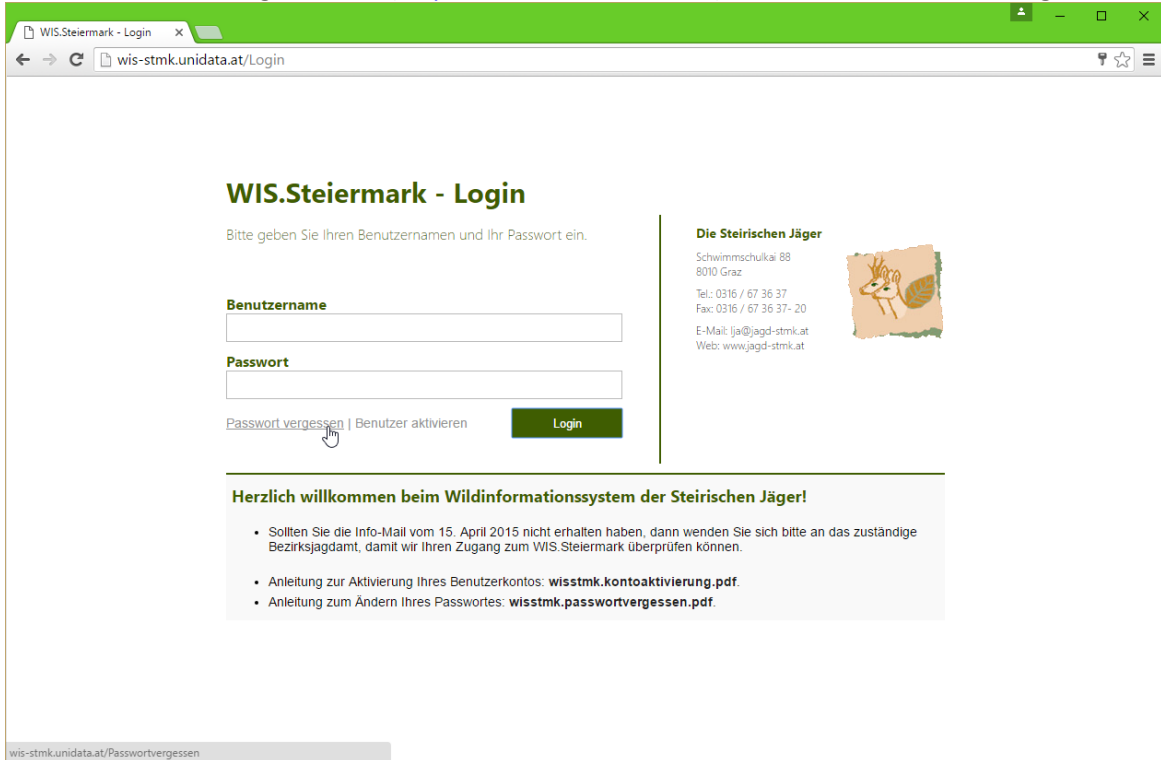 WIS.Steiermark - Login
wis-stmk.unidata.at/Login
WIS.Steiermark - Login
Bitte geben Sie Ihren Benutzernamen und Ihr Passwort ein.
Benutzername
Passwort
Passwort vergessen | Benutzer aktivieren
Login
Die Steirischen Jäger
Schwimmschulkai 88
8010 Graz
Tel.: 0316 / 67 36 37
Fax: 0316 / 67 36 37- 20
E-Mail: lja@jagd-stmk.at
Web: www.jagd-stmk.at
Herzlich willkommen beim Wildinformationssystem der Steirischen Jäger!
• Sollten Sie die Info-Mail vom 15. April 2015 nicht erhalten haben, dann wenden Sie sich bitte an das zuständige
Bezirksjagdamt, damit wir Ihren Zugang zum WIS.Steiermark überprüfen können.
• Anleitung zur Aktivierung Ihres Benutzerkontos: wisstmk.kontoaktivierung.pdf.
• Anleitung zum Ändern Ihres Passwortes: wisstmk.passwortvergessen.pdf.
wis-stmk.unidata.at/Passwortvergessen